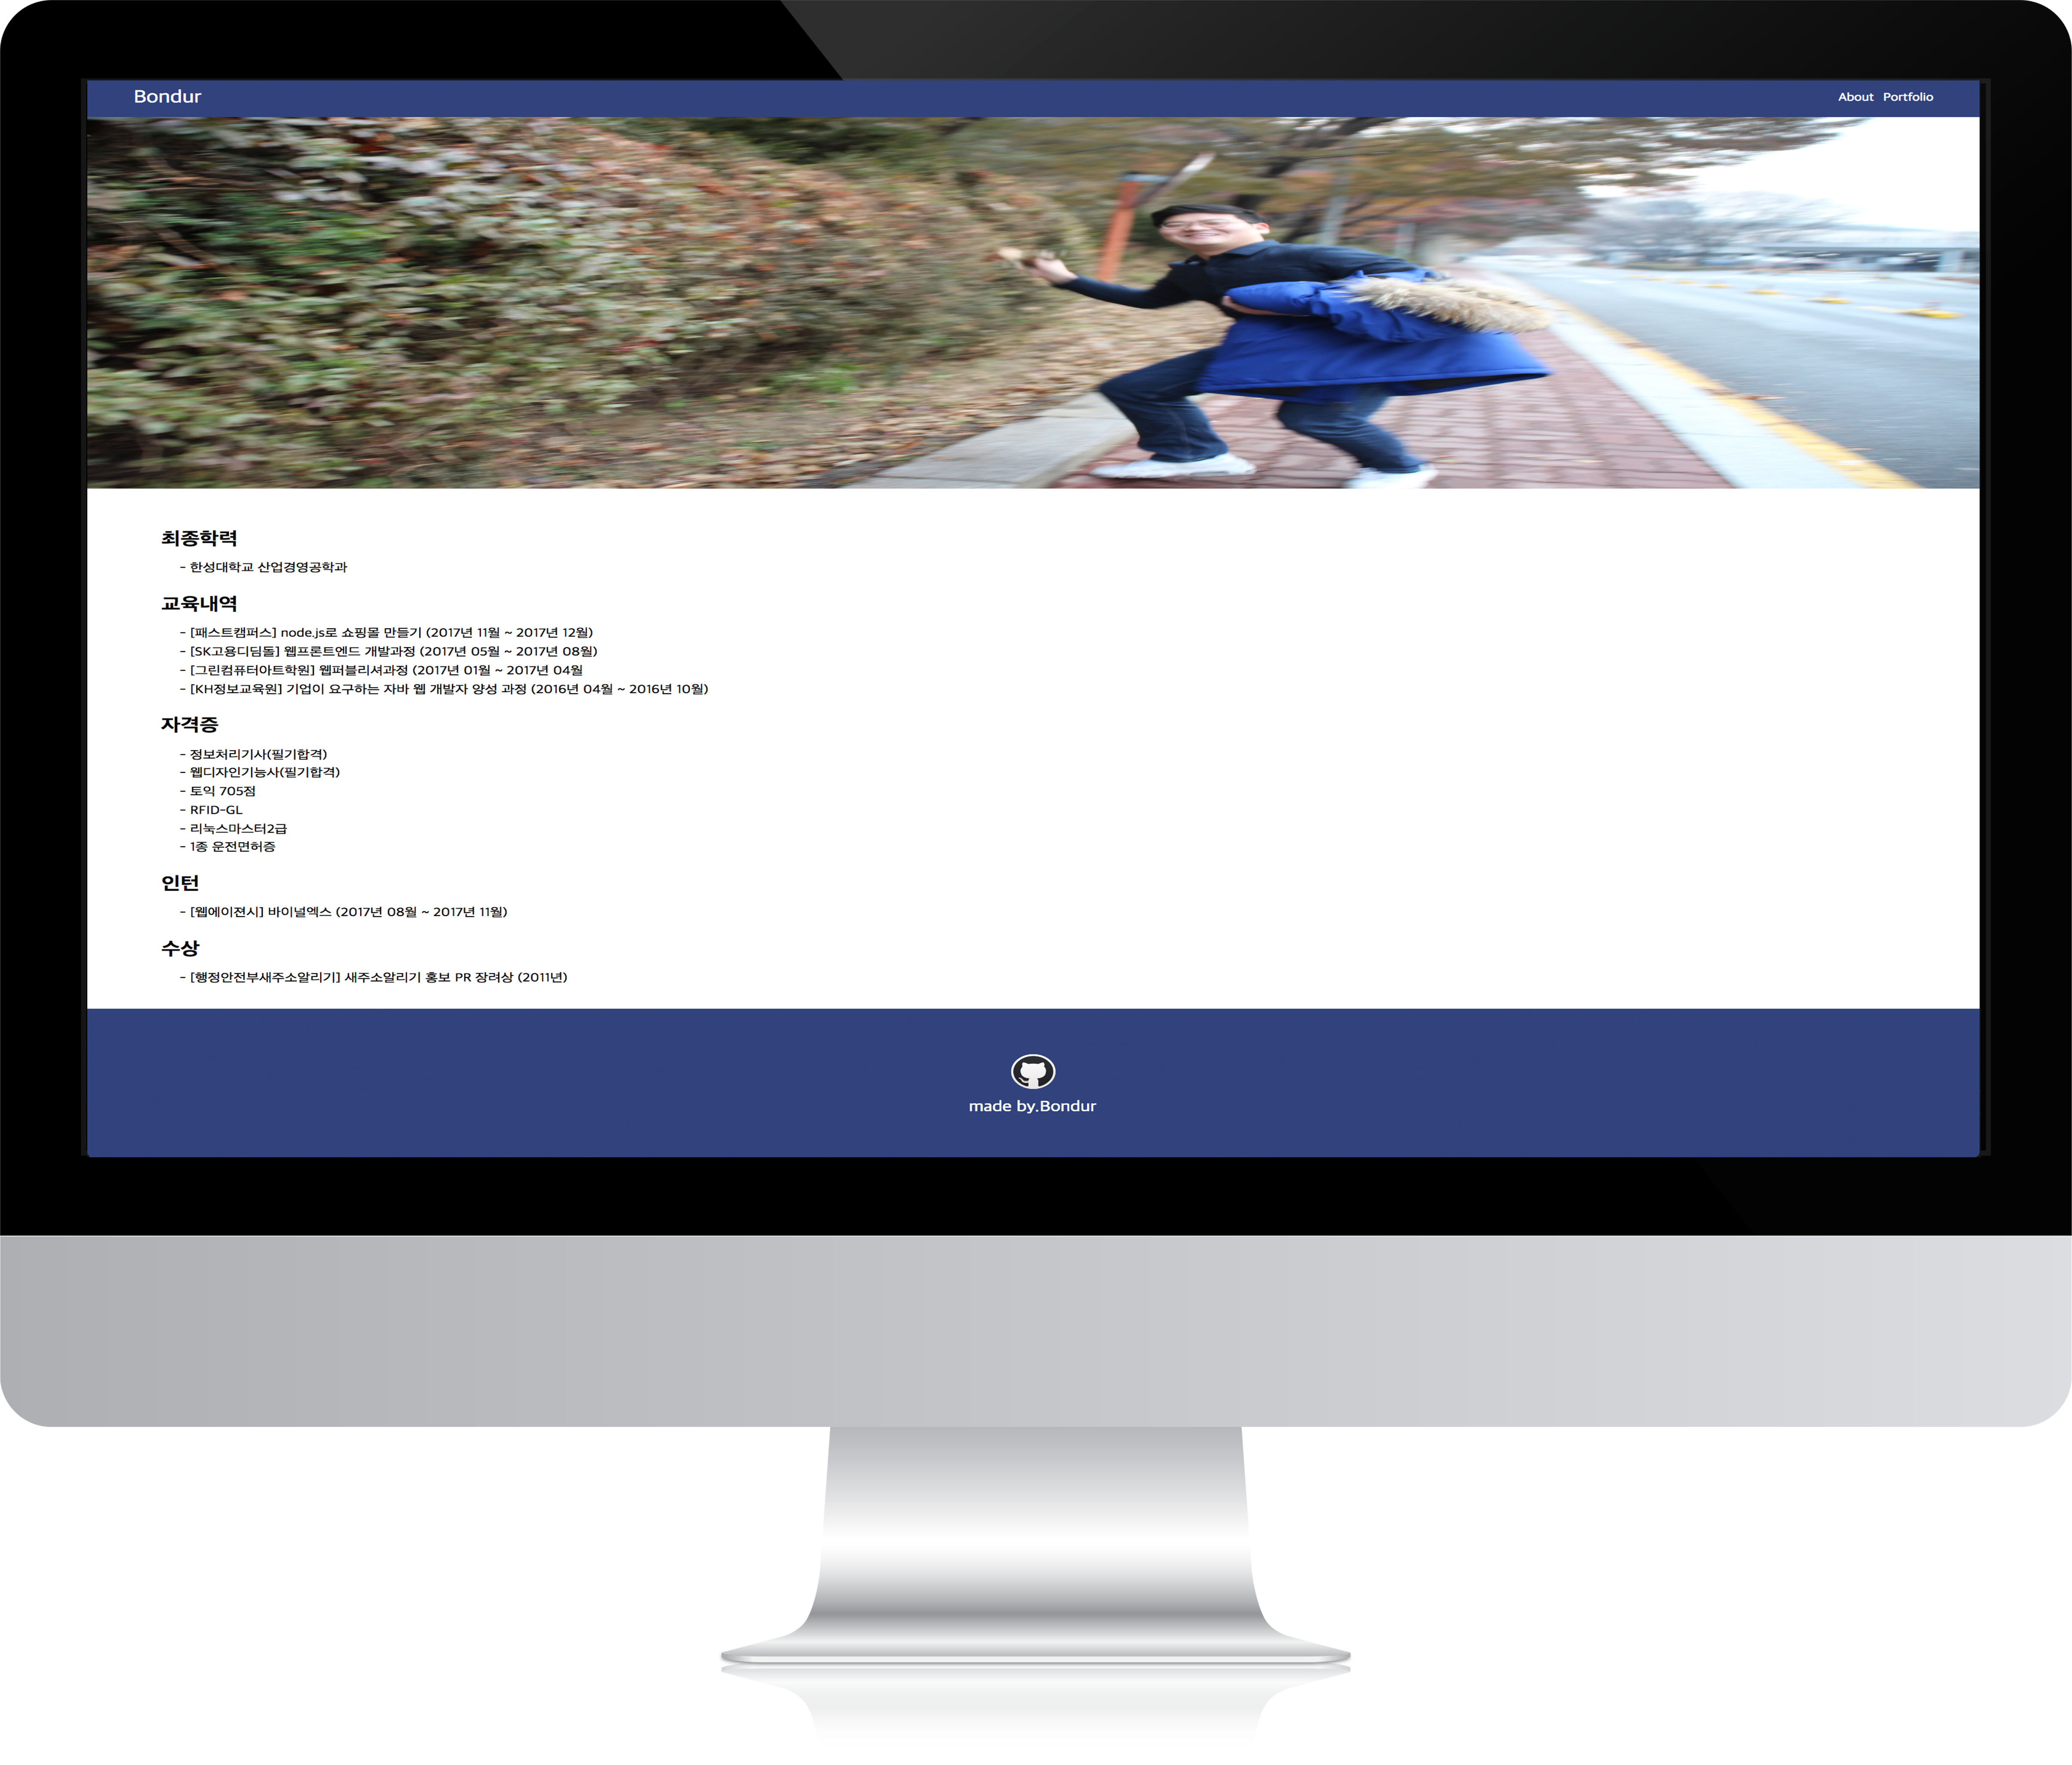 Bondur
About Portfolio
최종학력
- 한성대학교 산업경영공학과
교육내역
- [패스트캠퍼스] node.js로 쇼핑몰 만들기 (2017년 11월 ~ 2017년 12월)
- [SK고용디딤돌] 웹프론트엔드 개발과정 (2017년 05월 ~ 2017년 08월)
- [그린컴퓨터아트학원] 웹퍼블리셔과정 (2017년 01월 ~ 2017년 04월
- [KH정보교육원] 기업이 요구하는 자바 웹 개발자 양성 과정 (2016년 04월 ~ 2016년 10월)
자격증
- 정보처리기사(필기합격)
- 웹디자인기능사(필기합격)
- 토익 705점
- RFID-GL
- 리눅스마스터2급
- 1종 운전면허증
인턴
- [웹에이젼시] 바이널엑스 (2017년 08월 ~ 2017년 11월)
수상
- [행정안전부새주소알리기] 새주소알리기 홍보 PR 장려상 (2011년)
made by.Bondur